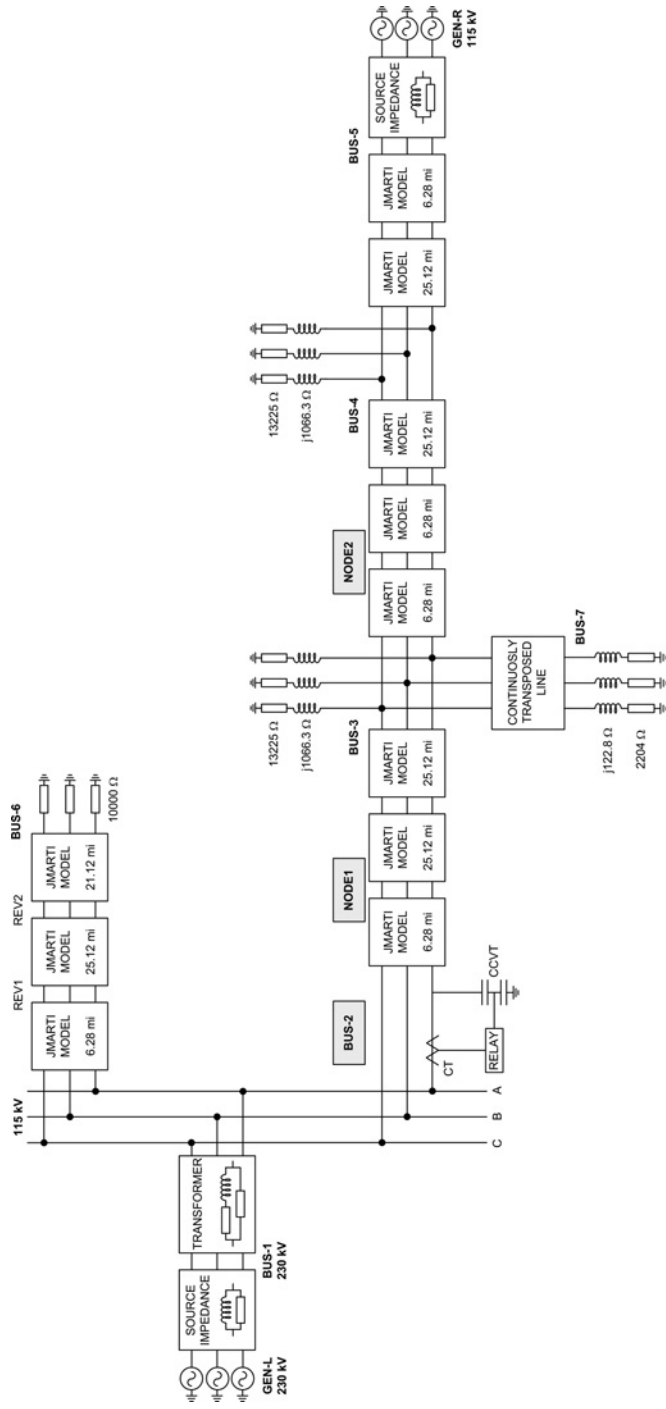 GEN-L
230 kV
SOURCE
IMPEDANCE
BUS-1
230 kV
TRANSFORMER
115 kV
C
B
A
JMARTI
MODEL
6.28 mi
REV1
JMARTI
MODEL
25.12 mi
REV2
JMARTI
MODEL
21.12 mi
BUS-6
10000 Ω
BUS-2
CT
RELAY
CCVT
JMARTI
MODEL
6.28 mi
NODE1
JMARTI
MODEL
25.12 mi
JMARTI
MODEL
25.12 mi
BUS-3
13225 Ω
j1066.3 Ω
CONTINUOSLY
TRANSPOSED
LINE
BUS-7
j122.8 Ω
2204 Ω
JMARTI
MODEL
6.28 mi
NODE2
JMARTI
MODEL
6.28 mi
JMARTI
MODEL
25.12 mi
BUS-4
13225 Ω
j1066.3 Ω
JMARTI
MODEL
25.12 mi
JMARTI
MODEL
6.28 mi
BUS-5
SOURCE
IMPEDANCE
GEN-R
115 kV